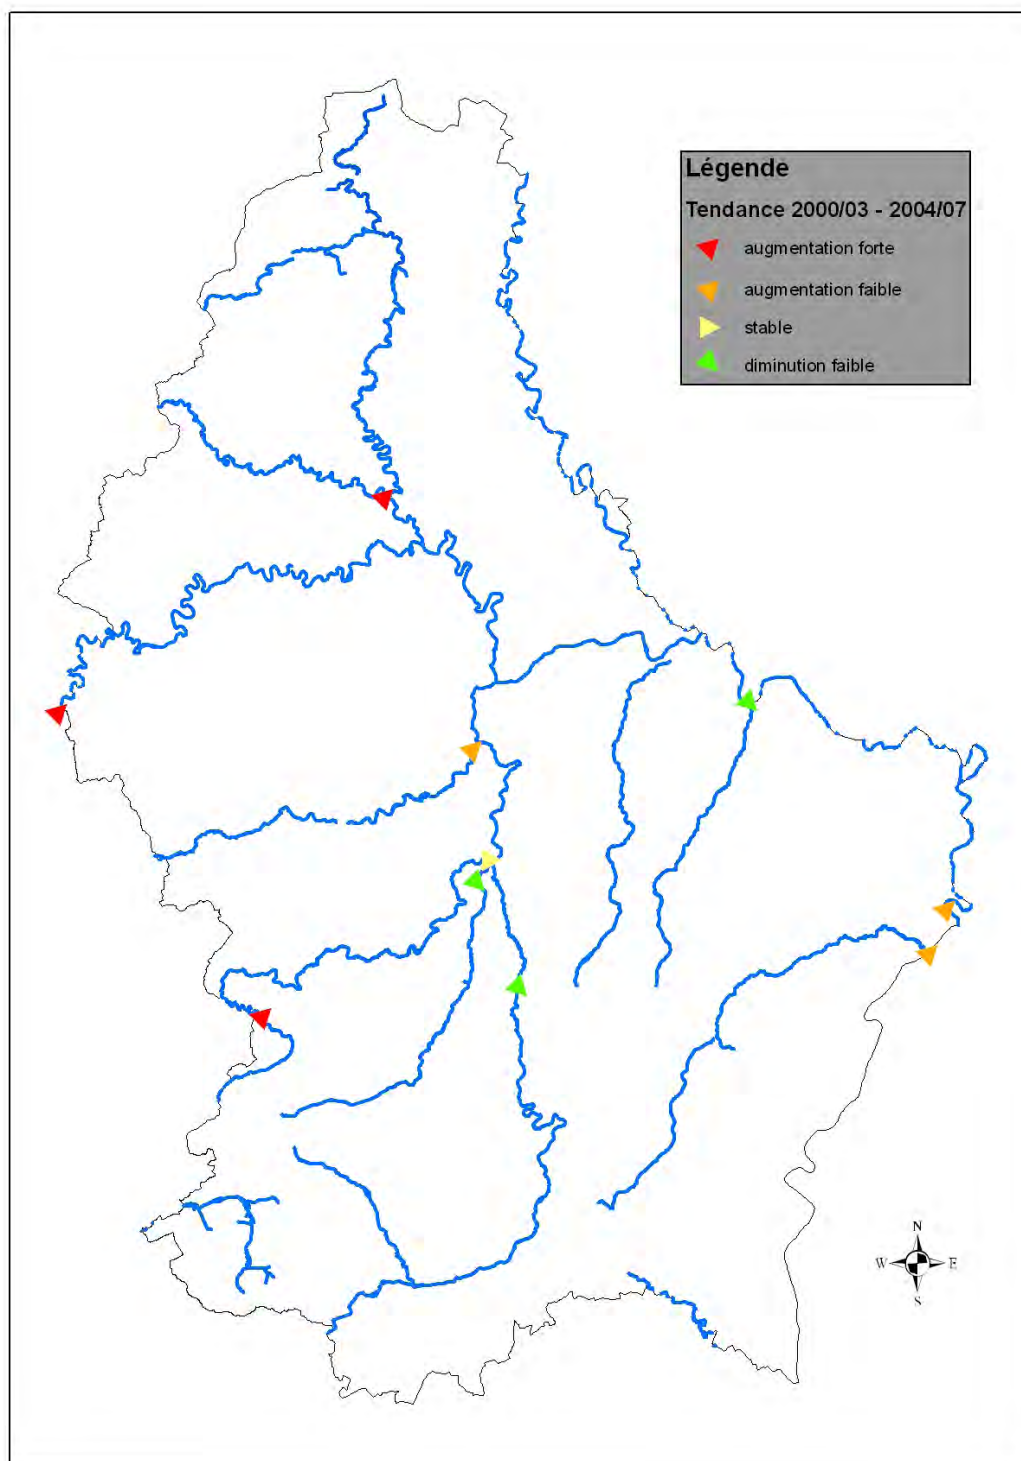 Légende
Tendance 2000/03 - 2004/07
augmentation forte
augmentation faible
stable
diminution faible
N
W E
S